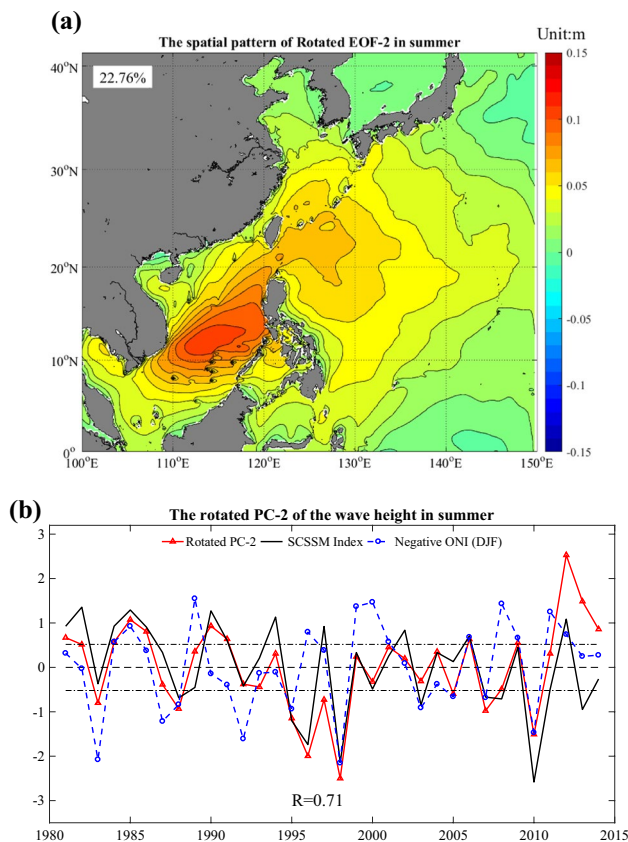 (a)
Unit:m
The spatial pattern of Rotated EOF-2 in summer
22.76%
40°N
30°N
20°N
10°N
0°
100°E 110°E 120°E 130°E 140°E 150°E
0.15
0.1
0.05
0
-0.05
-0.1
-0.15
(b)
The rotated PC-2 of the wave height in summer
Rotated PC-2 SCSSM Index Negative ONI (DJF)
3
2
1
0
-1
-2
-3
R=0.71
1980 1985 1990 1995 2000 2005 2010 2015